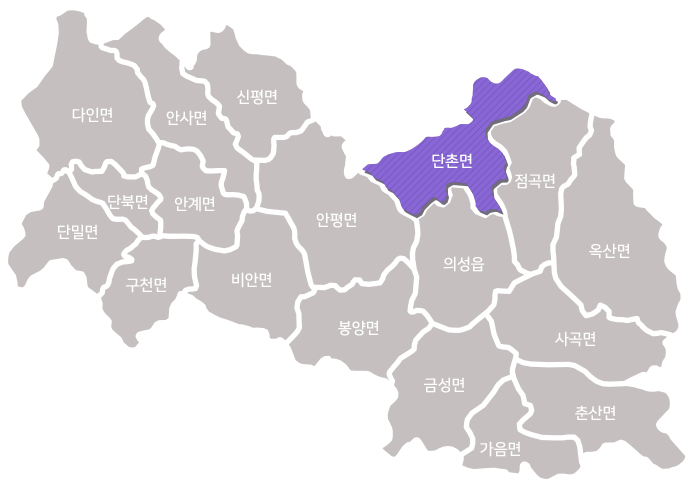 신평면
다인면
안사면
단촌면
점곡면
단북면
안계면
안평면
단밀면
옥산면
의성읍
비안면
구천면
봉양면
사곡면
금성면
춘산면
가음면